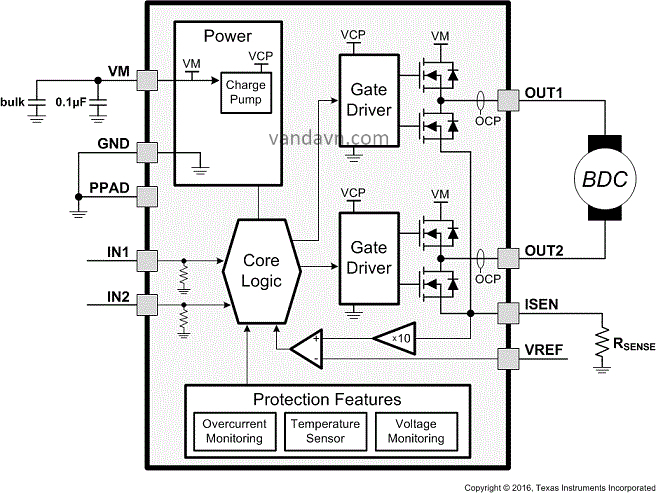 Power
VCP
VM
VM
VCP
Charge
Pump
bulk
0.1µF
VCP
VM
Gate
Driver
OUT1
OCP
vandavn.com
GND
PPAD
BDC
VCP
VM
Gate
Driver
OUT2
OCP
IN1
IN2
Core
Logic
ISEN
x10
+
-
VREF
RSENSE
Protection Features
Overcurrent
Monitoring
Temperature
Sensor
Voltage
Monitoring
Copyright © 2016, Texas Instruments Incorporated